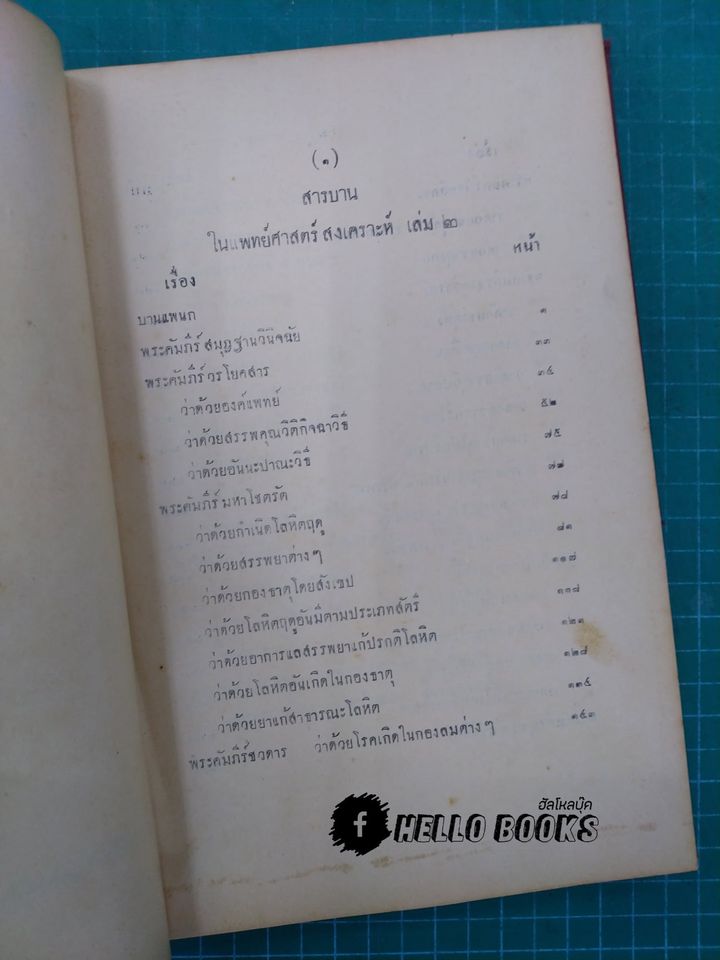 (๑)
สารบาน
ในแพทย์ศาสตร์ สงเคราะห์ เล่ม ๒
เรื่อง หน้า
บานแพนก
พระคัมภีร์ สมุฏฐานวินิจฉัย ๑
พระคัมภีร์ วรโยคสาร ๓๓
ว่าด้วยองค์แพทย์ ๓๕
ว่าด้วยสรรพคุณวิติกิจฉาวิธี ๕๒
ว่าด้วยอันนะปาณะวิธี ๗๕
พระคัมภีร์ มหาโชตรัต ๗๗
ว่าด้วยกำเนิดโลหิตฤดู ๗๘
ว่าด้วยสรรพยาต่าง ๆ ๘๑
ว่าด้วยกองธาตุโดยสังเขป ๑๑๗
ว่าด้วยโลหิตฤดูอันมีตามประเภทสัตรี ๑๑๘
ว่าด้วยอาการแลสรรพยาแก้ปรกติโลหิต ๑๒๑
ว่าด้วยโลหิตอันเกิดในกองธาตุ ๑๒๘
ว่าด้วยยาแก้สาธารณะโลหิต ๑๓๕
พระคัมภีร์ชวดาร ว่าด้วยโรคเกิดในกองลมต่าง ๆ ๑๔๑
ฮัลโหลบุ๊ค
f HELLO BOOKS